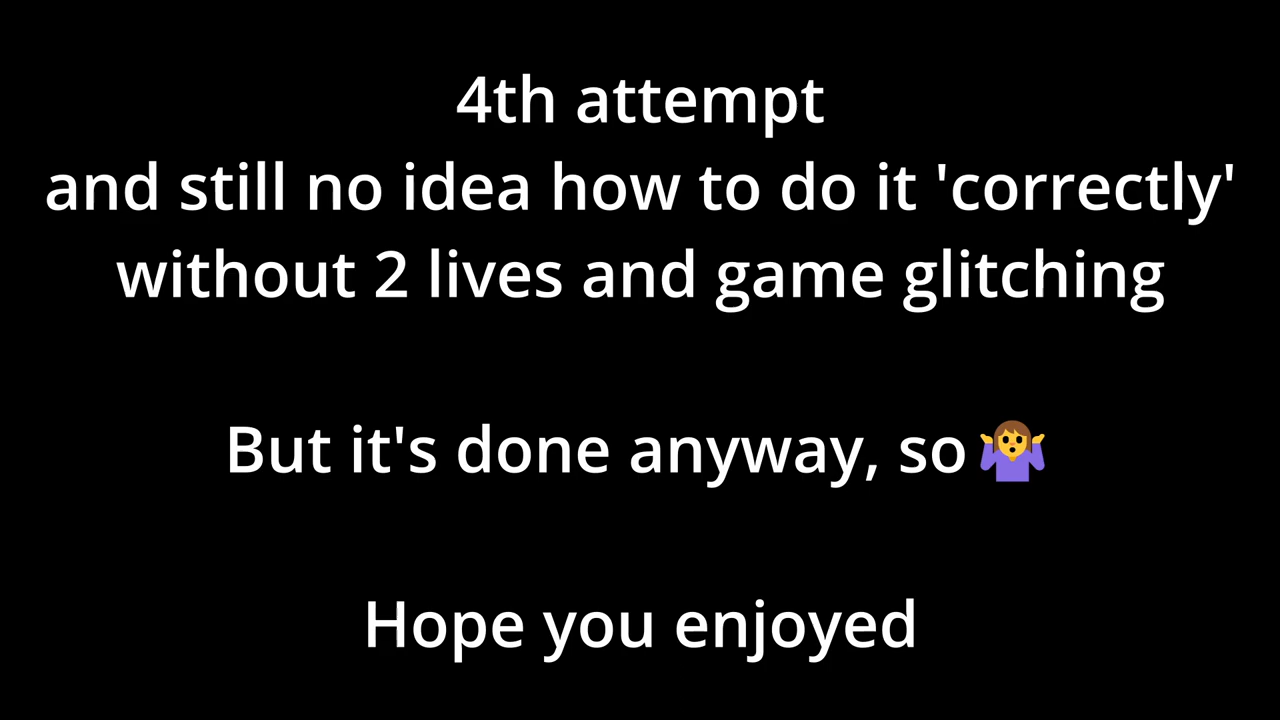 4th attempt
and still no idea how to do it 'correctly'
without 2 lives and game glitching
But it's done anyway, so 🤷‍♀️
Hope you enjoyed